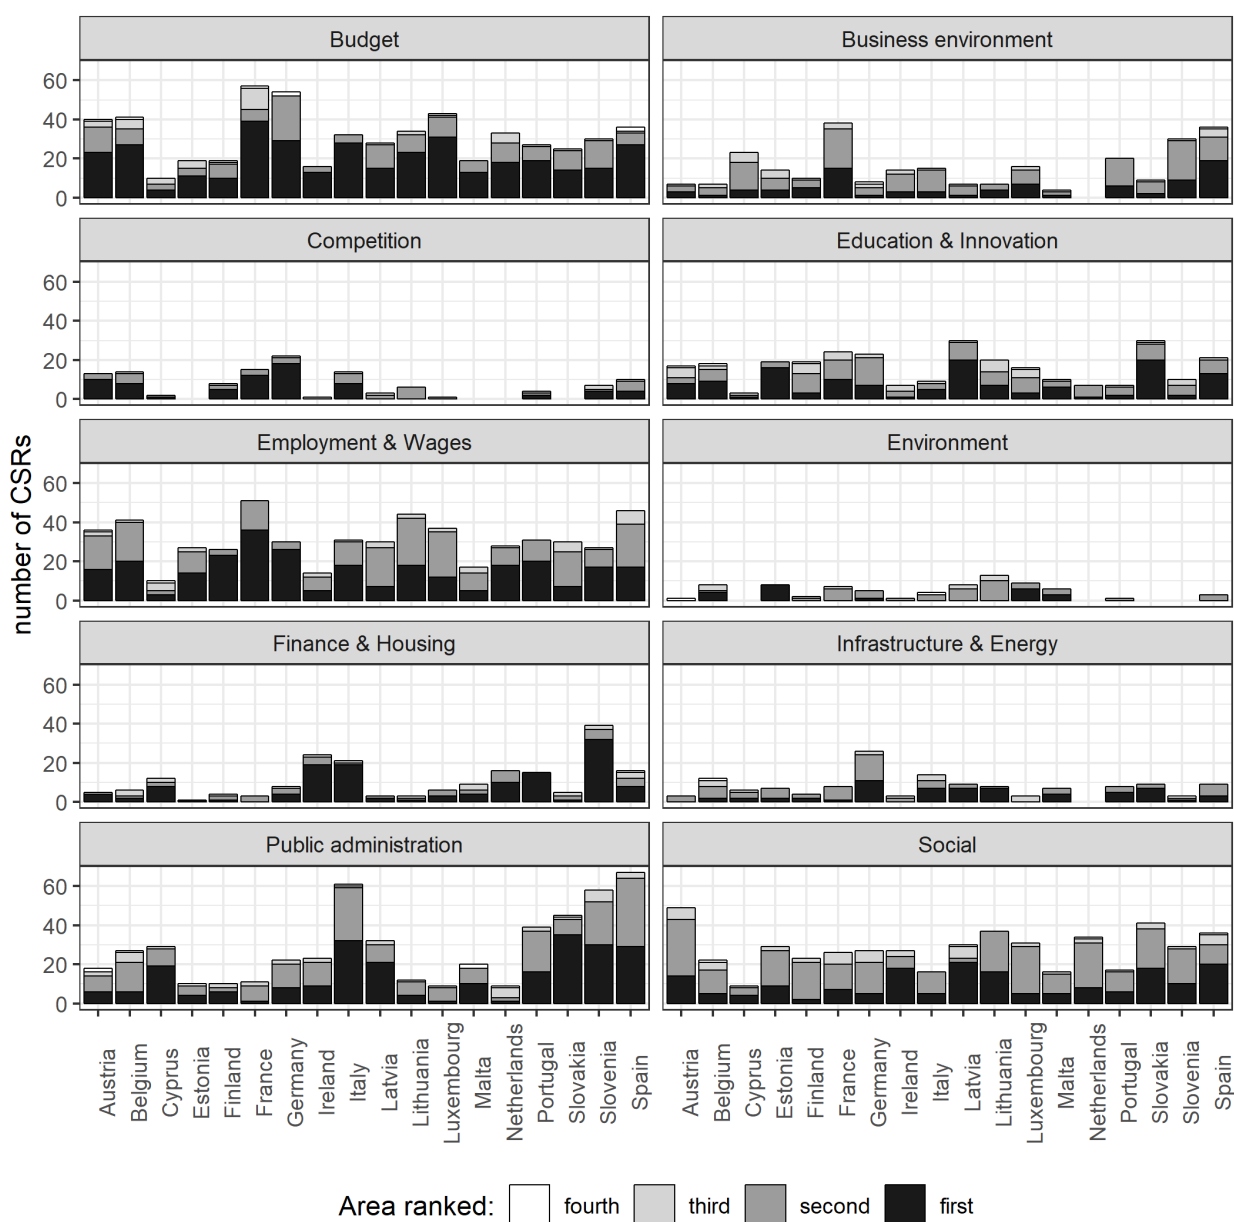 Budget
Business environment
60
40
20
0
Competition
Education & Innovation
60
40
20
0
Employment & Wages
Environment
60
40
20
0
number of CSRs
Finance & Housing
Infrastructure & Energy
60
40
20
0
Public administration
Social
60
40
20
0
Austria
Belgium
Cyprus
Estonia
Finland
France
Germany
Ireland
Italy
Latvia
Lithuania
Luxembourg
Malta
Netherlands
Portugal
Slovakia
Slovenia
Spain
Austria
Belgium
Cyprus
Estonia
Finland
France
Germany
Ireland
Italy
Latvia
Lithuania
Luxembourg
Malta
Netherlands
Portugal
Slovakia
Slovenia
Spain
Area ranked: fourth third second first